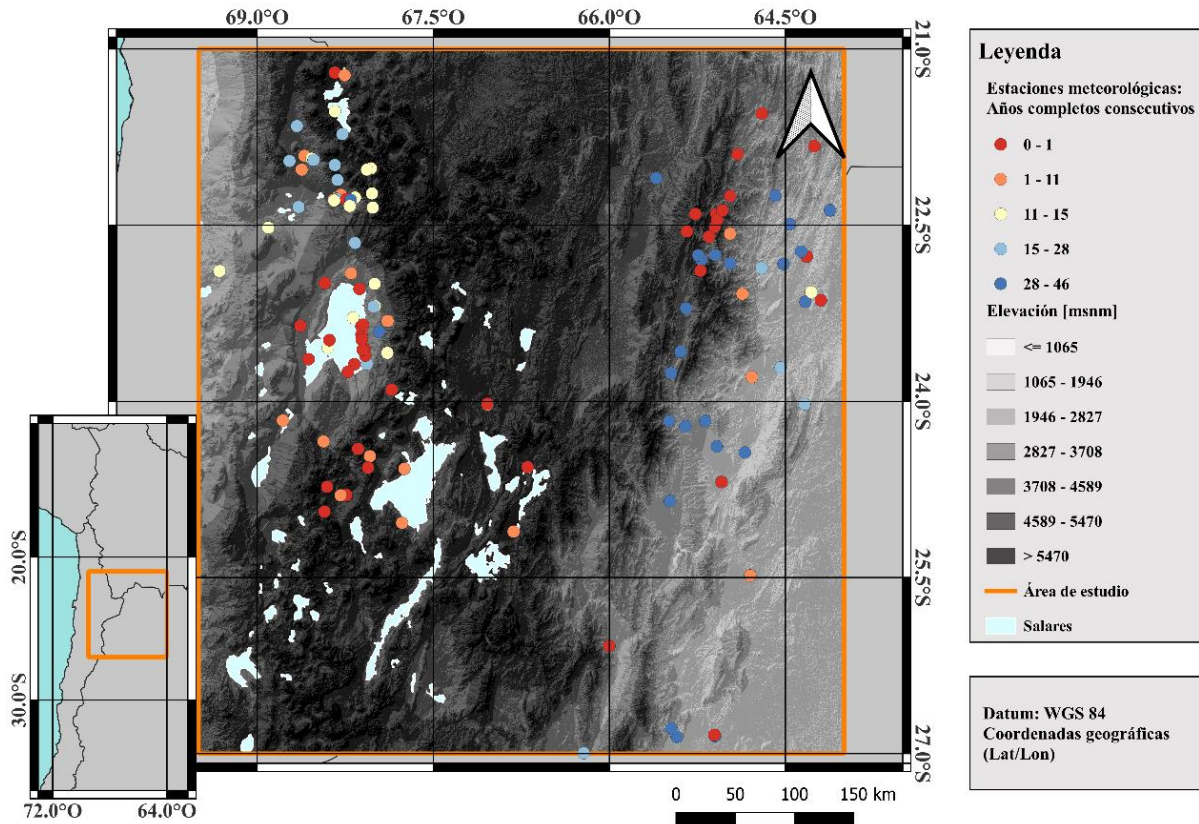 69.0°O 67.5°O 66.0°O 64.5°O
21.0°S
22.5°S
24.0°S
25.5°S
27.0°S
20.0°S
30.0°S
72.0°O 64.0°O
0 50 100 150 km
Leyenda
Estaciones meteorológicas:
Años completos consecutivos
0 - 1
1 - 11
11 - 15
15 - 28
28 - 46
Elevación [msnm]
<= 1065
1065 - 1946
1946 - 2827
2827 - 3708
3708 - 4589
4589 - 5470
> 5470
Área de estudio
Salares
Datum: WGS 84
Coordenadas geográficas
(Lat/Lon)